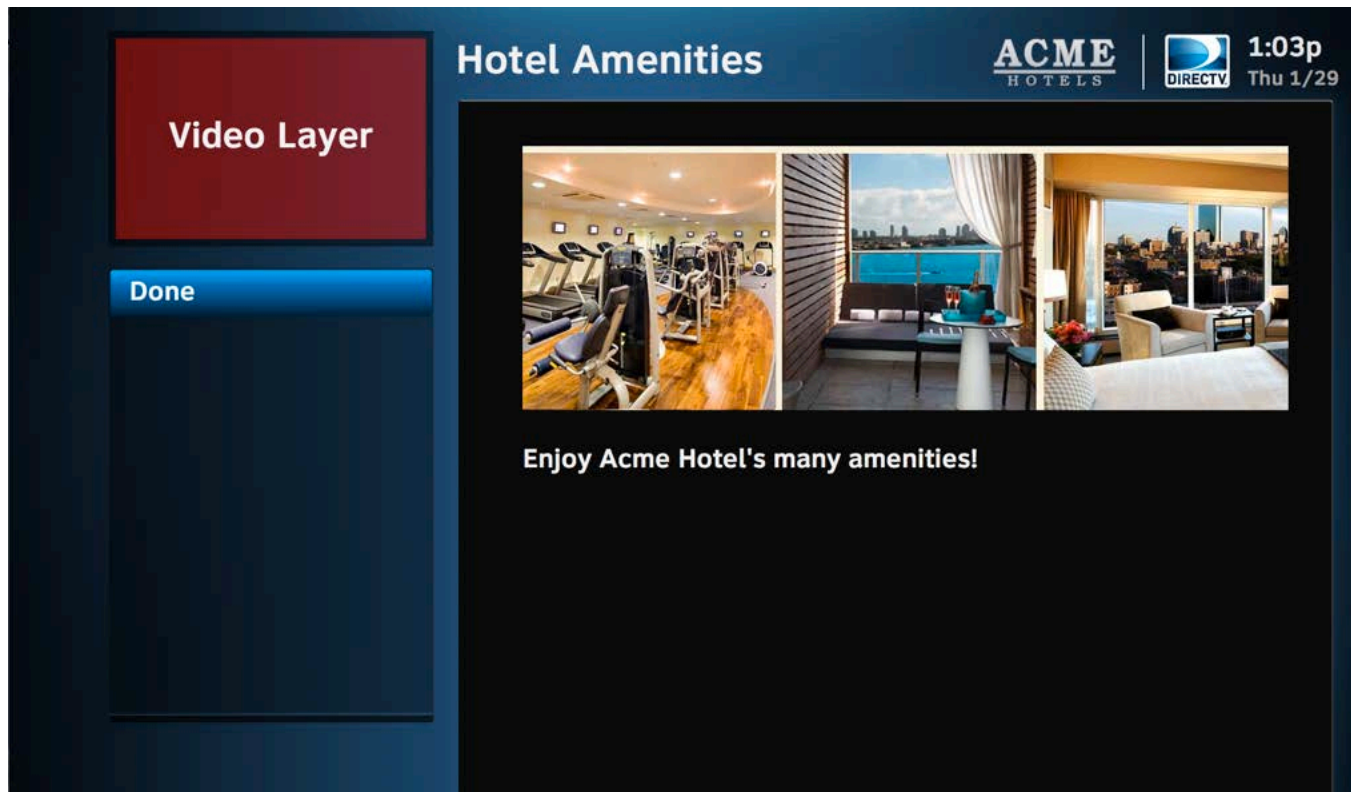 Video Layer
Hotel Amenities
ACME
HOTELS
DIRECTV
1:03p
Thu 1/29
Done
Enjoy Acme Hotel's many amenities!